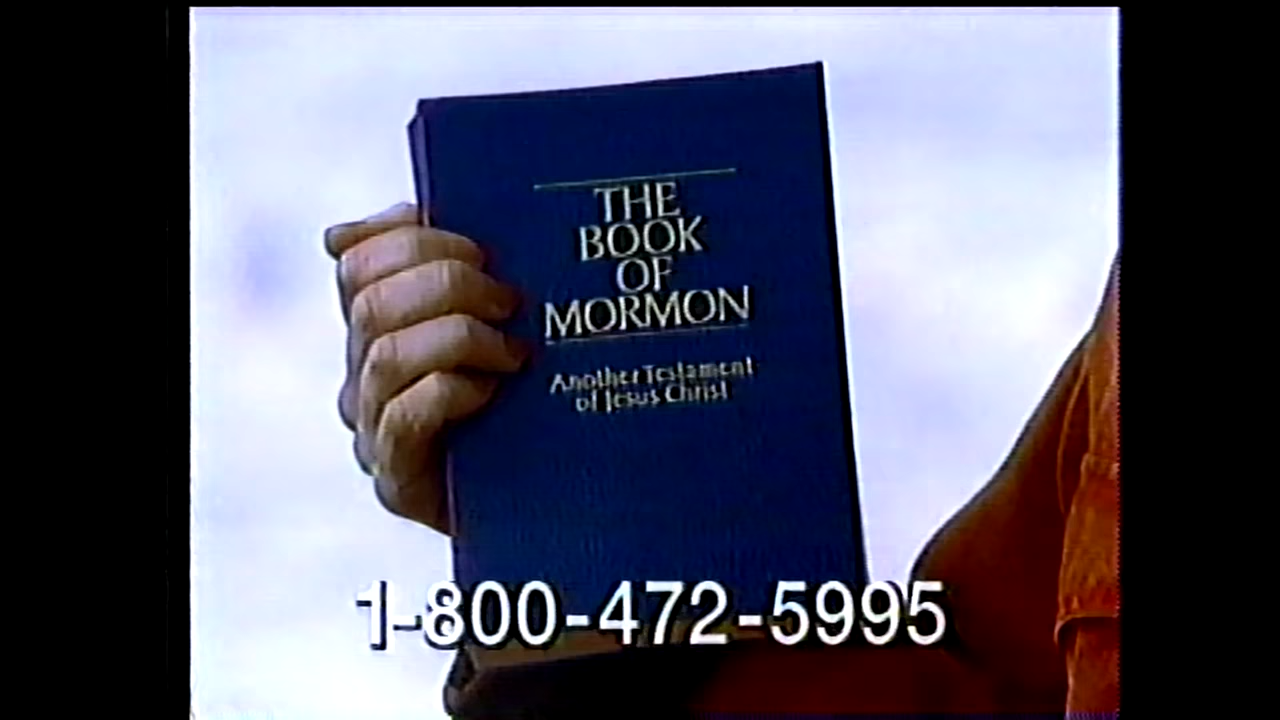 THE
BOOK
OF
MORMON
Another Testament
of Jesus Christ
1-800-472-5995